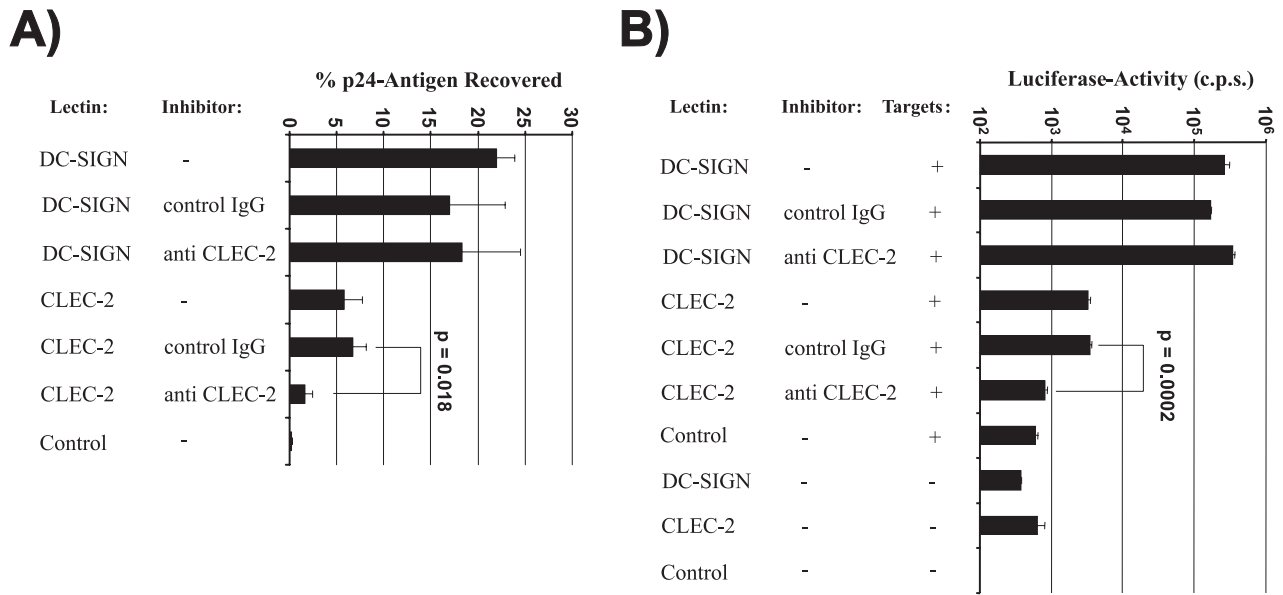 A)
% p24-Antigen Recovered
Lectin: Inhibitor:
0 5 10 15 20 25 30
DC-SIGN -
DC-SIGN control IgG
DC-SIGN anti CLEC-2
CLEC-2 -
CLEC-2 control IgG
CLEC-2 anti CLEC-2
Control -
p = 0.018
B)
Luciferase-Activity (c.p.s.)
Lectin: Inhibitor: Targets:
10² 10³ 10⁴ 10⁵ 10⁶
DC-SIGN - +
DC-SIGN control IgG +
DC-SIGN anti CLEC-2 +
CLEC-2 - +
CLEC-2 control IgG +
CLEC-2 anti CLEC-2 +
Control - +
DC-SIGN - -
CLEC-2 - -
Control - -
p = 0.0002